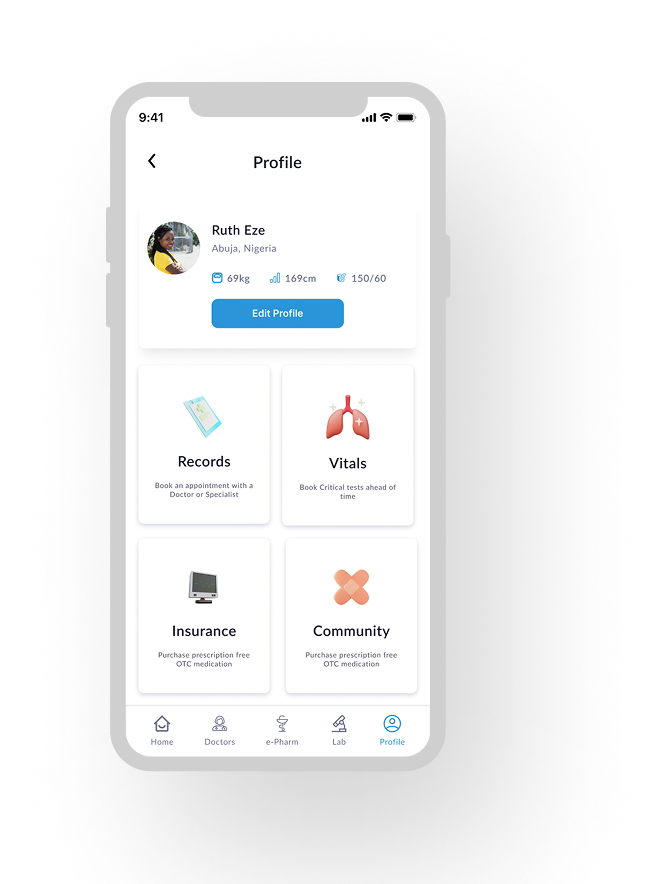 9:41
Profile
Ruth Eze
Abuja, Nigeria
69kg 169cm 150/60
Edit Profile
Records
Book an appointment with a
Doctor or Specialist
Vitals
Book Critical tests ahead of
time
Insurance
Purchase prescription free
OTC medication
Community
Purchase prescription free
OTC medication
Home Doctors e-Pharm Lab Profile